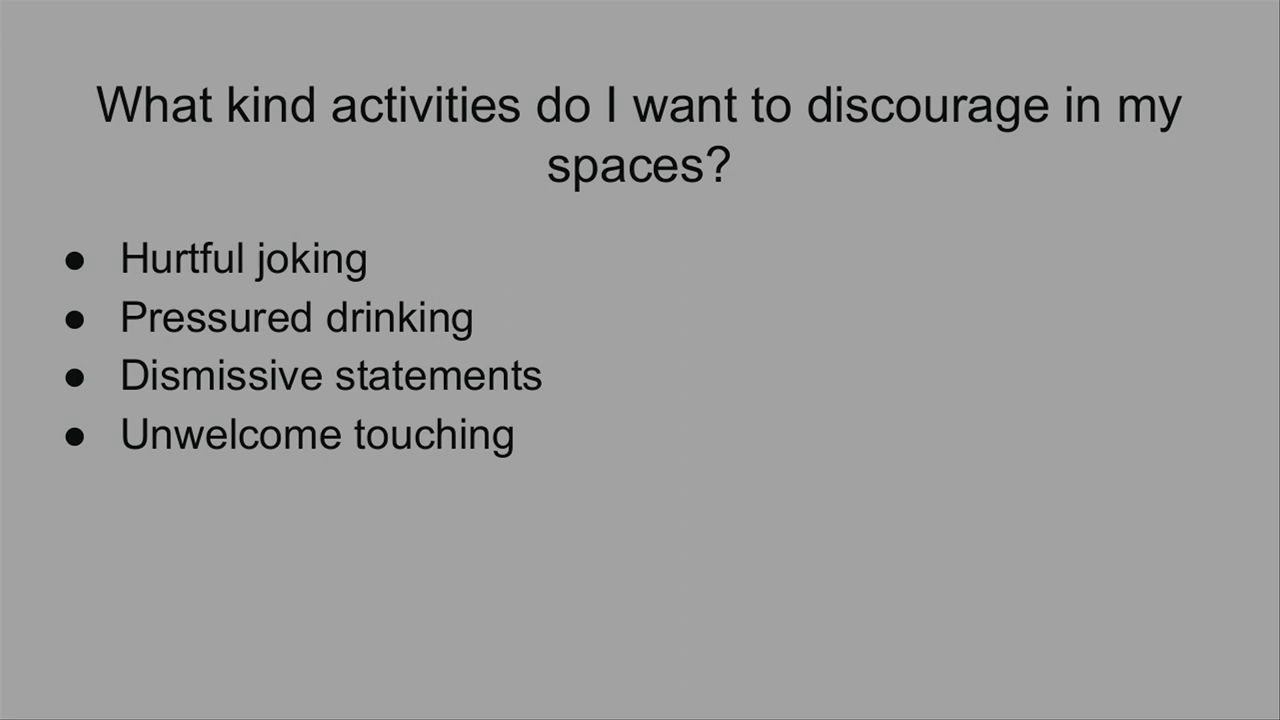 What kind activities do I want to discourage in my
spaces?
● Hurtful joking
● Pressured drinking
● Dismissive statements
● Unwelcome touching